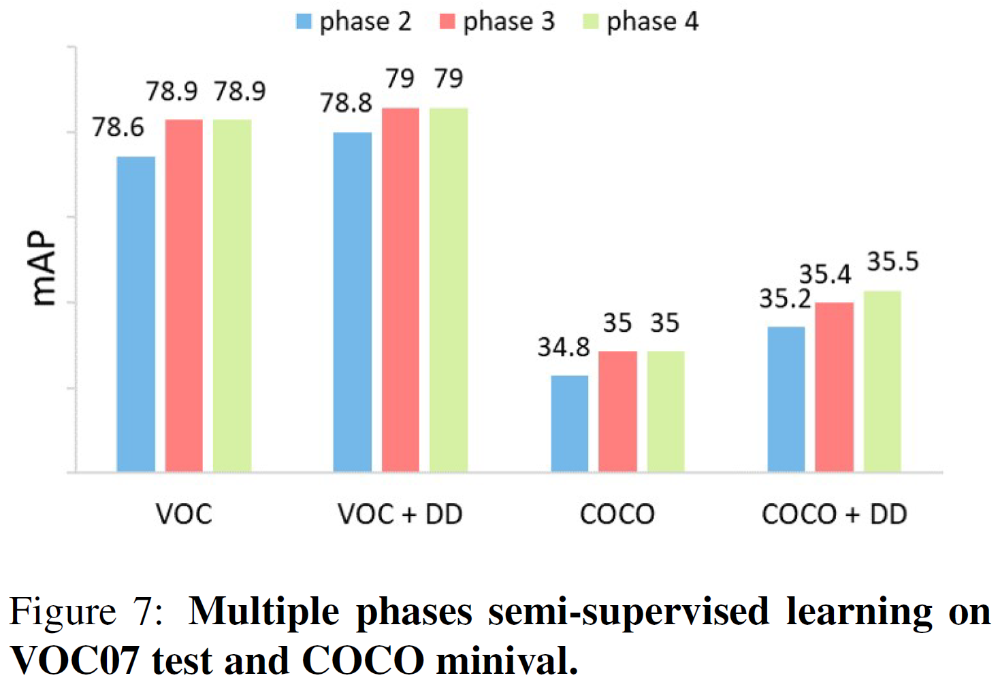 phase 2 phase 3 phase 4
78.6 78.9 78.9 78.8 79 79 34.8 35 35 35.2 35.4 35.5
mAP
VOC VOC + DD COCO COCO + DD
Figure 7: Multiple phases semi-supervised learning on
VOC07 test and COCO minival.